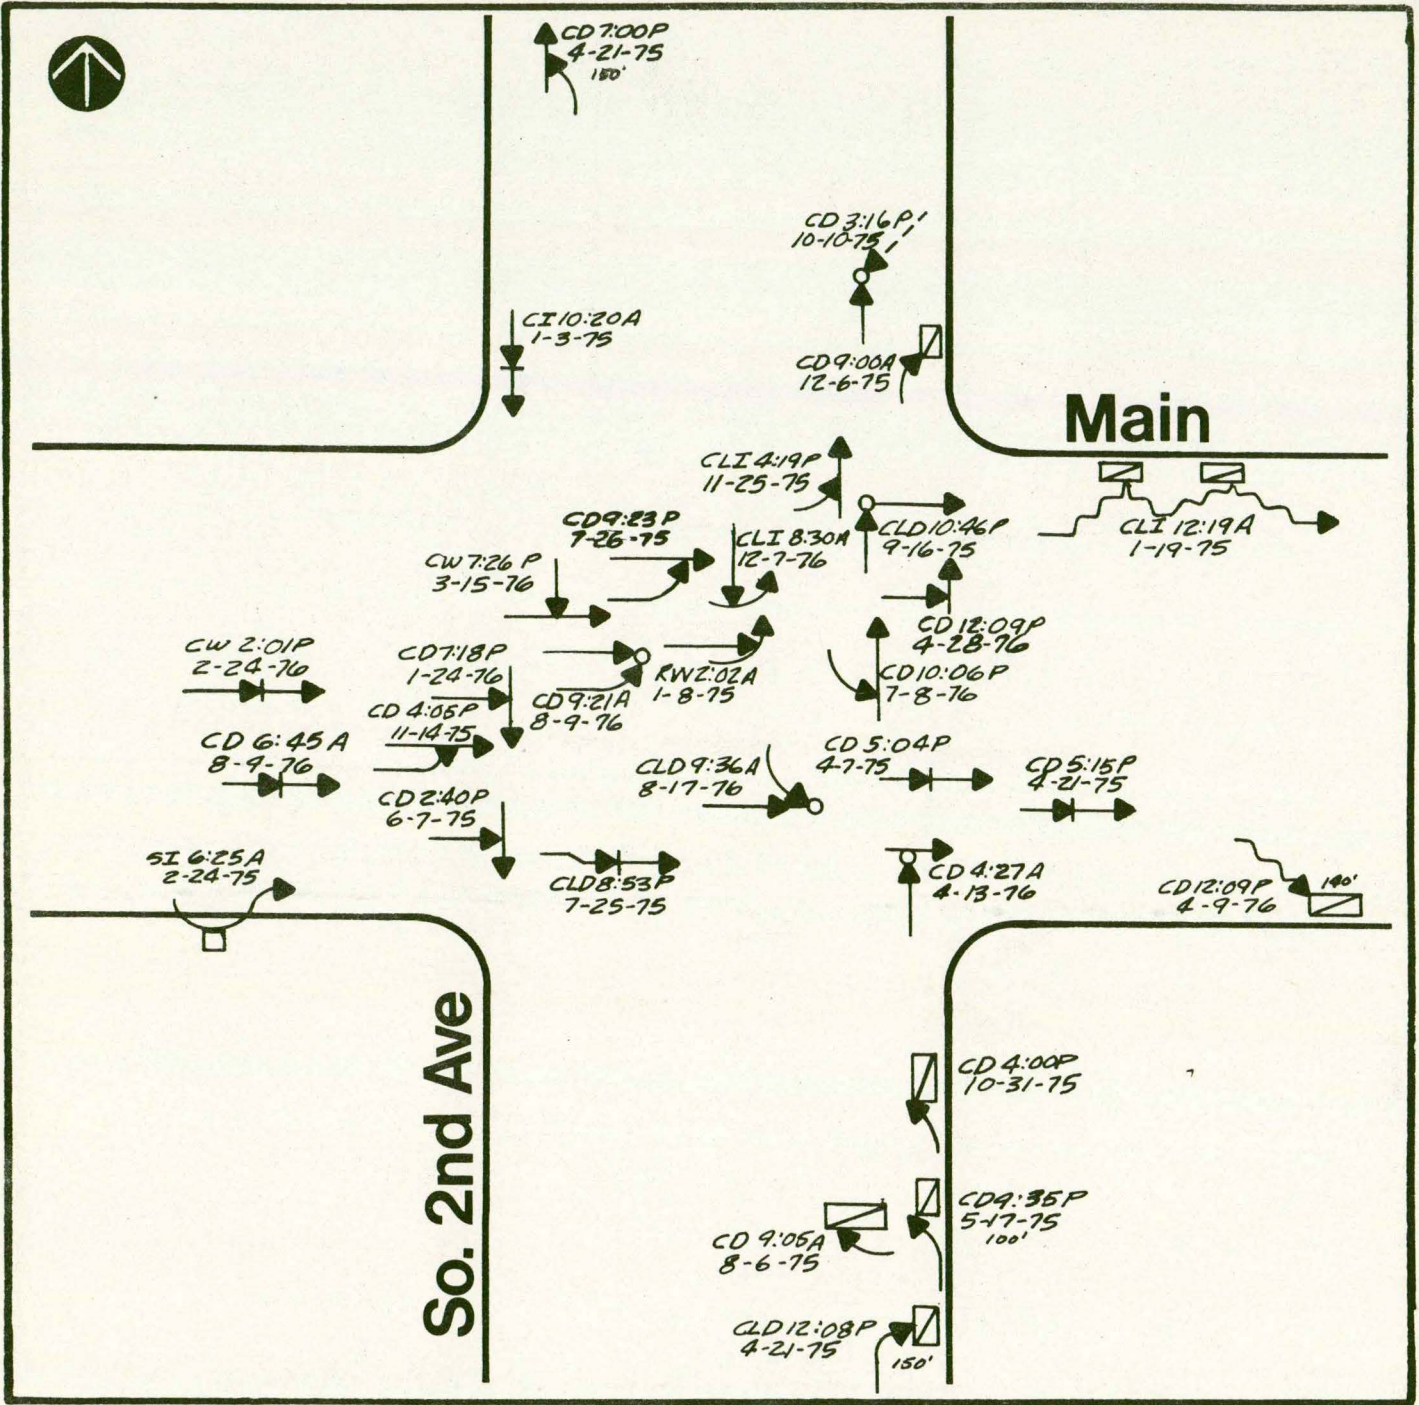 CD 7:00P
4-21-75
150'
CD 3:16P
10-10-75
CI 10:20A
1-3-75
CD 9:00A
12-6-75
Main
CLI 4:19P
11-25-75
CD 9:23P
7-26-75
CLI 8:30A
12-7-76
CLD 10:46P
9-16-75
CLI 12:19A
1-19-75
CW 7:26 P
3-15-76
CW 2:01P
2-24-76
CD 7:18P
1-24-76
CD 9:21A
8-9-76
RW 2:02A
1-8-75
CD 12:09P
4-28-76
CD 10:06P
7-8-76
CD 4:05P
11-14-75
CD 6:45A
8-9-76
CLD 9:36A
8-17-76
CD 5:04P
4-7-75
CD 5:15P
4-21-75
CD 2:40P
6-7-75
SI 6:25A
2-24-75
CLD 8:53P
7-25-75
CD 4:27A
4-13-76
CD 12:09P
4-9-76
140'
So. 2nd Ave
CD 4:00P
10-31-75
CD 9:35P
5-17-75
100'
CD 9:05A
8-6-75
CLD 12:08P
4-21-75
150'